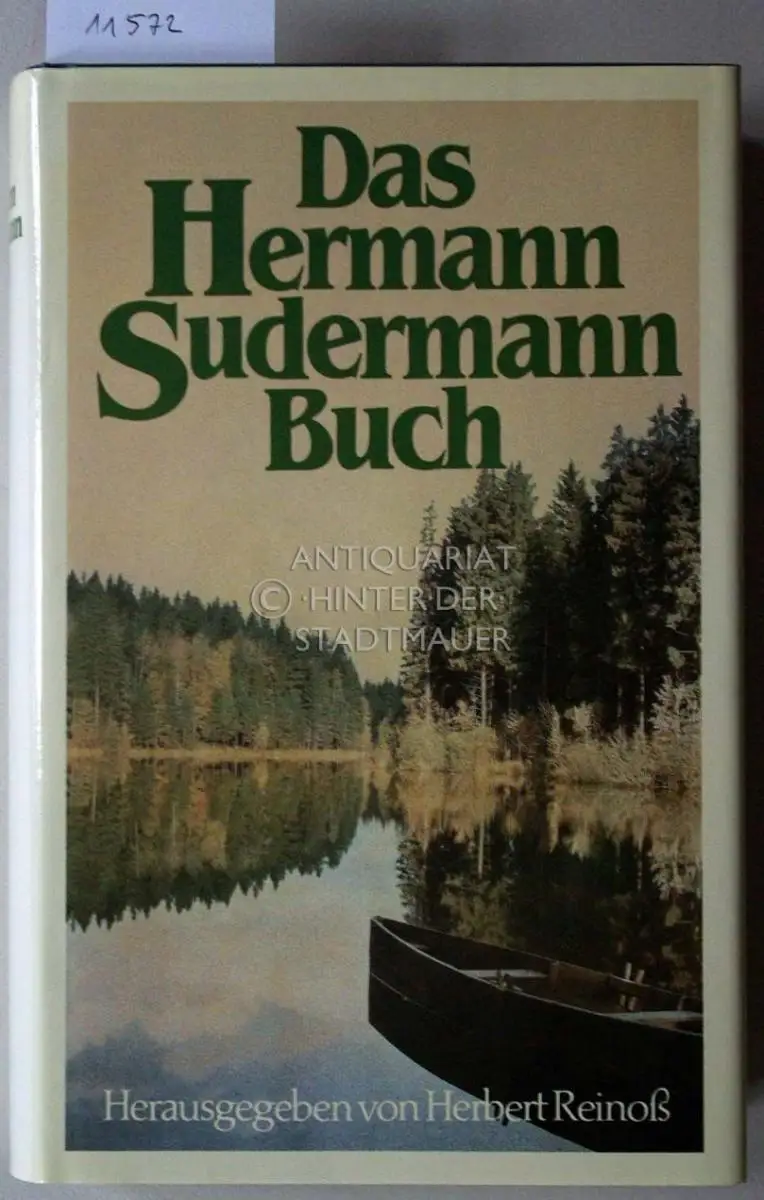 11572
Das
Hermann
Sudermann
Buch
ANTIQUARIAT
© ·HINTER·DER·
STADTMAUER
Herausgegeben von Herbert Reinoß